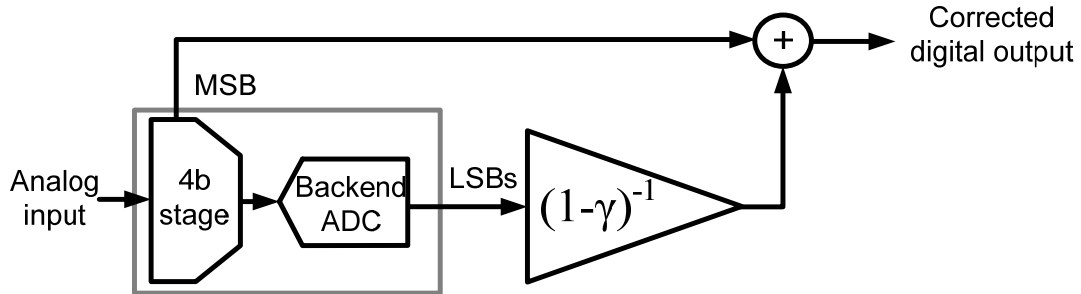 Corrected
digital output
+
MSB
Analog
input
4b
stage
Backend
ADC
LSBs
(1-γ)⁻¹